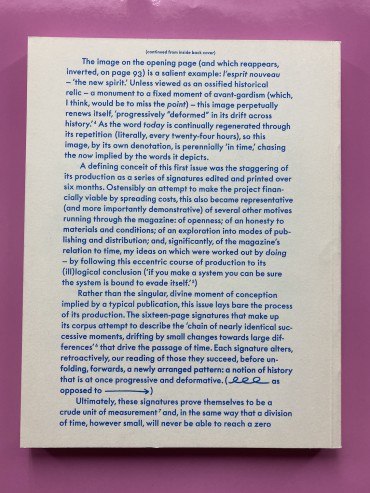 (continued from inside back cover)
The image on the opening page (and which reappears,
inverted, on page 93) is a salient example: l'esprit nouveau
– 'the new spirit.' Unless viewed as an ossified historical
relic – a monument to a fixed moment of avant-gardism (which,
I think, would be to miss the point) – this image perpetually
renews itself, 'progressively "deformed" in its drift across
history.'⁴ As the word today is continually regenerated through
its repetition (literally, every twenty-four hours), so this
image, by its own denotation, is perennially 'in time,' chasing
the now implied by the words it depicts.
A defining conceit of this first issue was the staggering of
its production as a series of signatures edited and printed over
six months. Ostensibly an attempt to make the project finan-
cially viable by spreading costs, this also became representative
(and more importantly demonstrative) of several other motives
running through the magazine: of openness; of an honesty to
materials and conditions; of an exploration into modes of pub-
lishing and distribution; and, significantly, of the magazine's
relation to time, my ideas on which were worked out by doing
– by following this eccentric course of production to its
(ill)logical conclusion ('if you make a system you can be sure
the system is bound to evade itself.'⁵)
Rather than the singular, divine moment of conception
implied by a typical publication, this issue lays bare the process
of its production. The sixteen-page signatures that make up
its corpus attempt to describe the 'chain of nearly identical suc-
cessive moments, drifting by small changes towards large dif-
ferences'⁶ that drive the passage of time. Each signature alters,
retroactively, our reading of those they succeed, before un-
folding, forwards, a newly arranged pattern: a notion of history
that is at once progressive and deformative. ( as
opposed to ⟶)
Ultimately, these signatures prove themselves to be a
crude unit of measurement⁷ and, in the same way that a division
of time, however small, will never be able to reach a zero